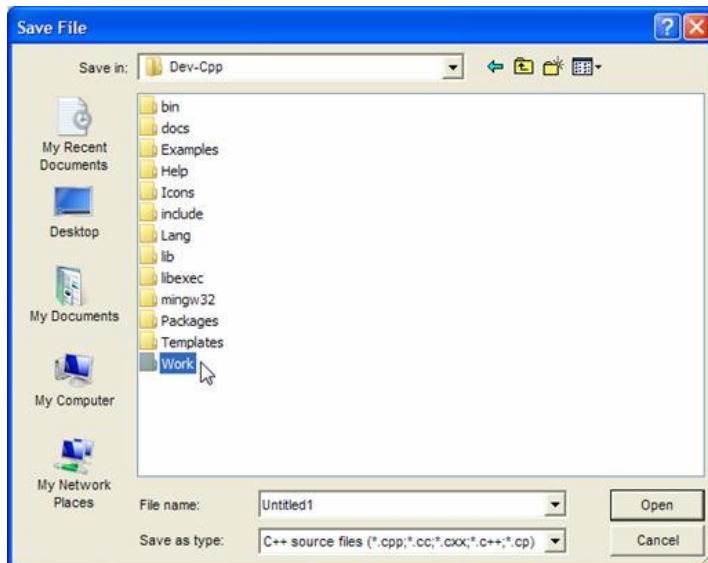 Save File
Save in: Dev-Cpp
My Recent
Documents
Desktop
My Documents
My Computer
My Network
Places
bin
docs
Examples
Help
Icons
include
Lang
lib
libexec
mingw32
Packages
Templates
Work
File name: Untitled1 Open
Save as type: C++ source files (*.cpp;*.cc;*.cxx;*.c++;*.cp) Cancel